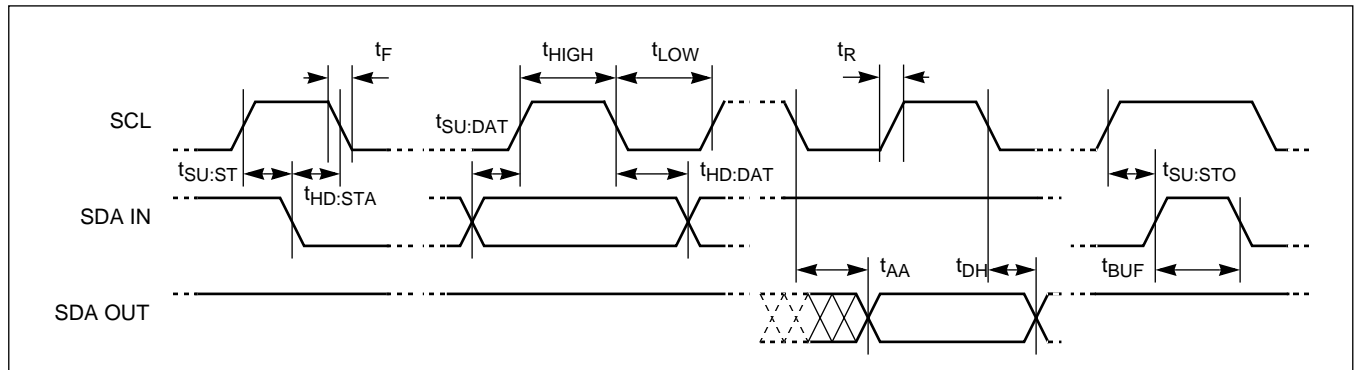 tF
tHIGH
tLOW
tR
SCL
tSU:DAT
tSU:ST
tHD:STA
tHD:DAT
tSU:STO
SDA IN
tAA
tDH
tBUF
SDA OUT